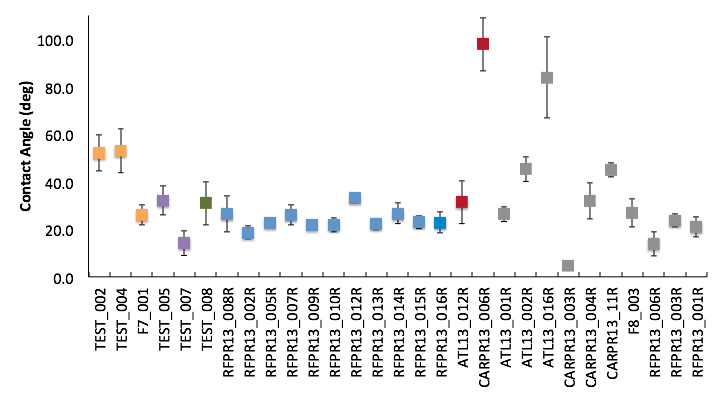 Contact Angle (deg)
100.0
80.0
60.0
40.0
20.0
0.0
TEST_002
TEST_004
F7_001
TEST_005
TEST_007
TEST_008
RFPR13_008R
RFPR13_002R
RFPR13_005R
RFPR13_007R
RFPR13_009R
RFPR13_010R
RFPR13_012R
RFPR13_013R
RFPR13_014R
RFPR13_015R
RFPR13_016R
ATL13_012R
CARPR13_006R
ATL13_001R
ATL13_002R
ATL13_016R
CARPR13_003R
CARPR13_004R
CARPR13_11R
F8_003
RFPR13_006R
RFPR13_003R
RFPR13_001R